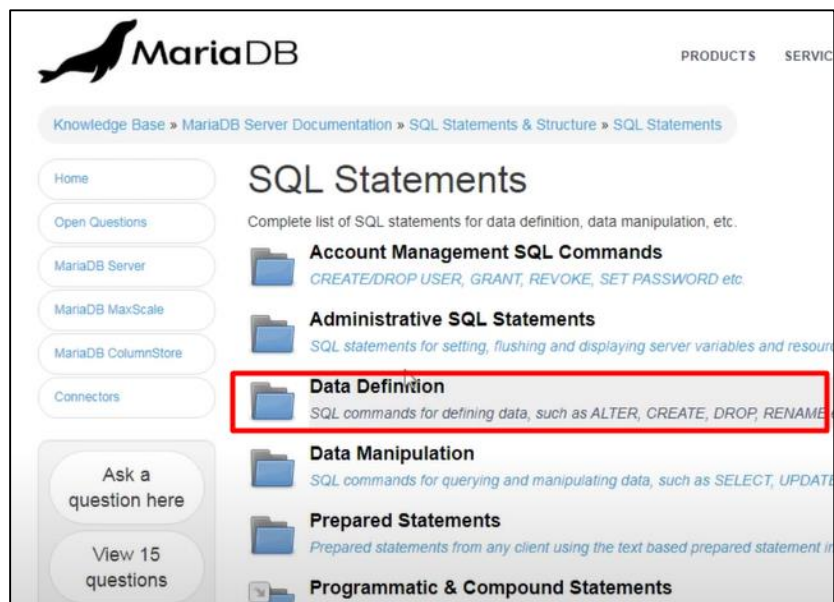 MariaDB
PRODUCTS
Knowledge Base » MariaDB Server Documentation » SQL Statements & Structure » SQL Statements
Home
Open Questions
MariaDB Server
MariaDB MaxScale
MariaDB ColumnStore
Connectors
Ask a
question here
View 15
questions
SQL Statements
Complete list of SQL statements for data definition, data manipulation, etc.
Account Management SQL Commands
CREATE/DROP USER, GRANT, REVOKE, SET PASSWORD etc.
Administrative SQL Statements
SQL statements for setting, flushing and displaying server variables and
Data Definition
SQL commands for defining data, such as ALTER, CREATE, DROP, RENAME
Data Manipulation
SQL commands for querying and manipulating data, such as SELECT,
Prepared Statements
Prepared statements from any client using the text based prepared statement
Programmatic & Compound Statements